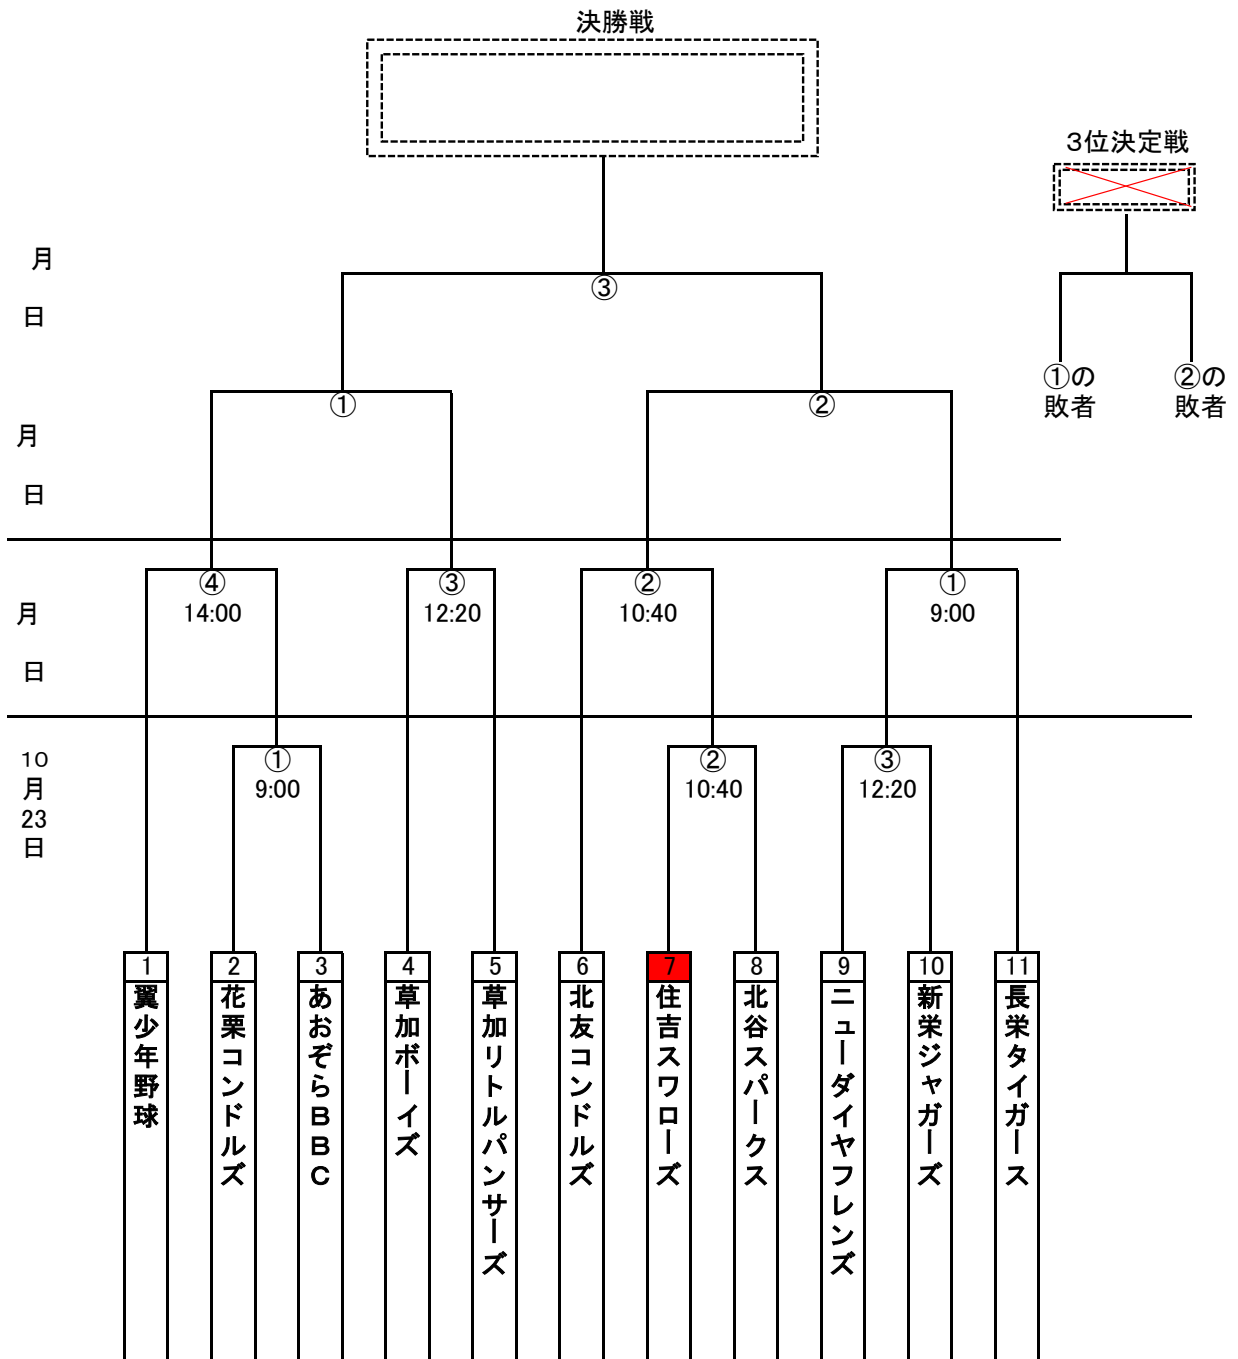 決勝戦
3位決定戦
月
日
③
①の
敗者
②の
敗者
①
②
月
日
④
14:00
③
12:20
②
10:40
①
9:00
月
日
10
月
23
日
①
9:00
②
10:40
③
12:20
1
翼少年野球
2
花栗コンドルズ
3
あおぞらBBC
4
草加ボーイズ
5
草加リトルパンサーズ
6
北友コンドルズ
7
住吉スワローズ
8
北谷スパークス
9
ニューダイヤフレンズ
10
新栄ジャガーズ
11
長栄タイガース